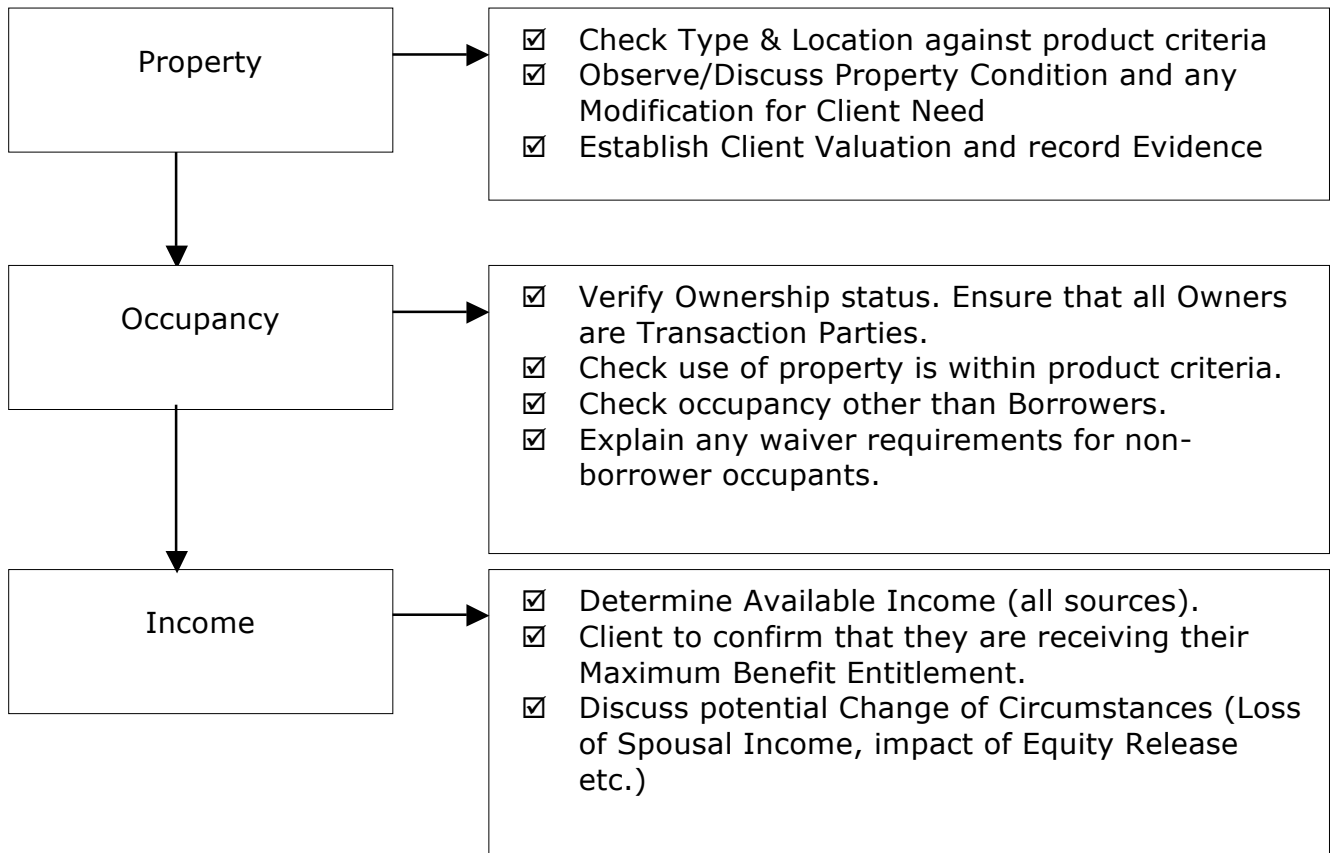 Property
☑ Check Type & Location against product criteria
☑ Observe/Discuss Property Condition and any
Modification for Client Need
☑ Establish Client Valuation and record Evidence
Occupancy
☑ Verify Ownership status. Ensure that all Owners
are Transaction Parties.
☑ Check use of property is within product criteria.
☑ Check occupancy other than Borrowers.
☑ Explain any waiver requirements for non-
borrower occupants.
Income
☑ Determine Available Income (all sources).
☑ Client to confirm that they are receiving their
Maximum Benefit Entitlement.
☑ Discuss potential Change of Circumstances (Loss
of Spousal Income, impact of Equity Release
etc.)